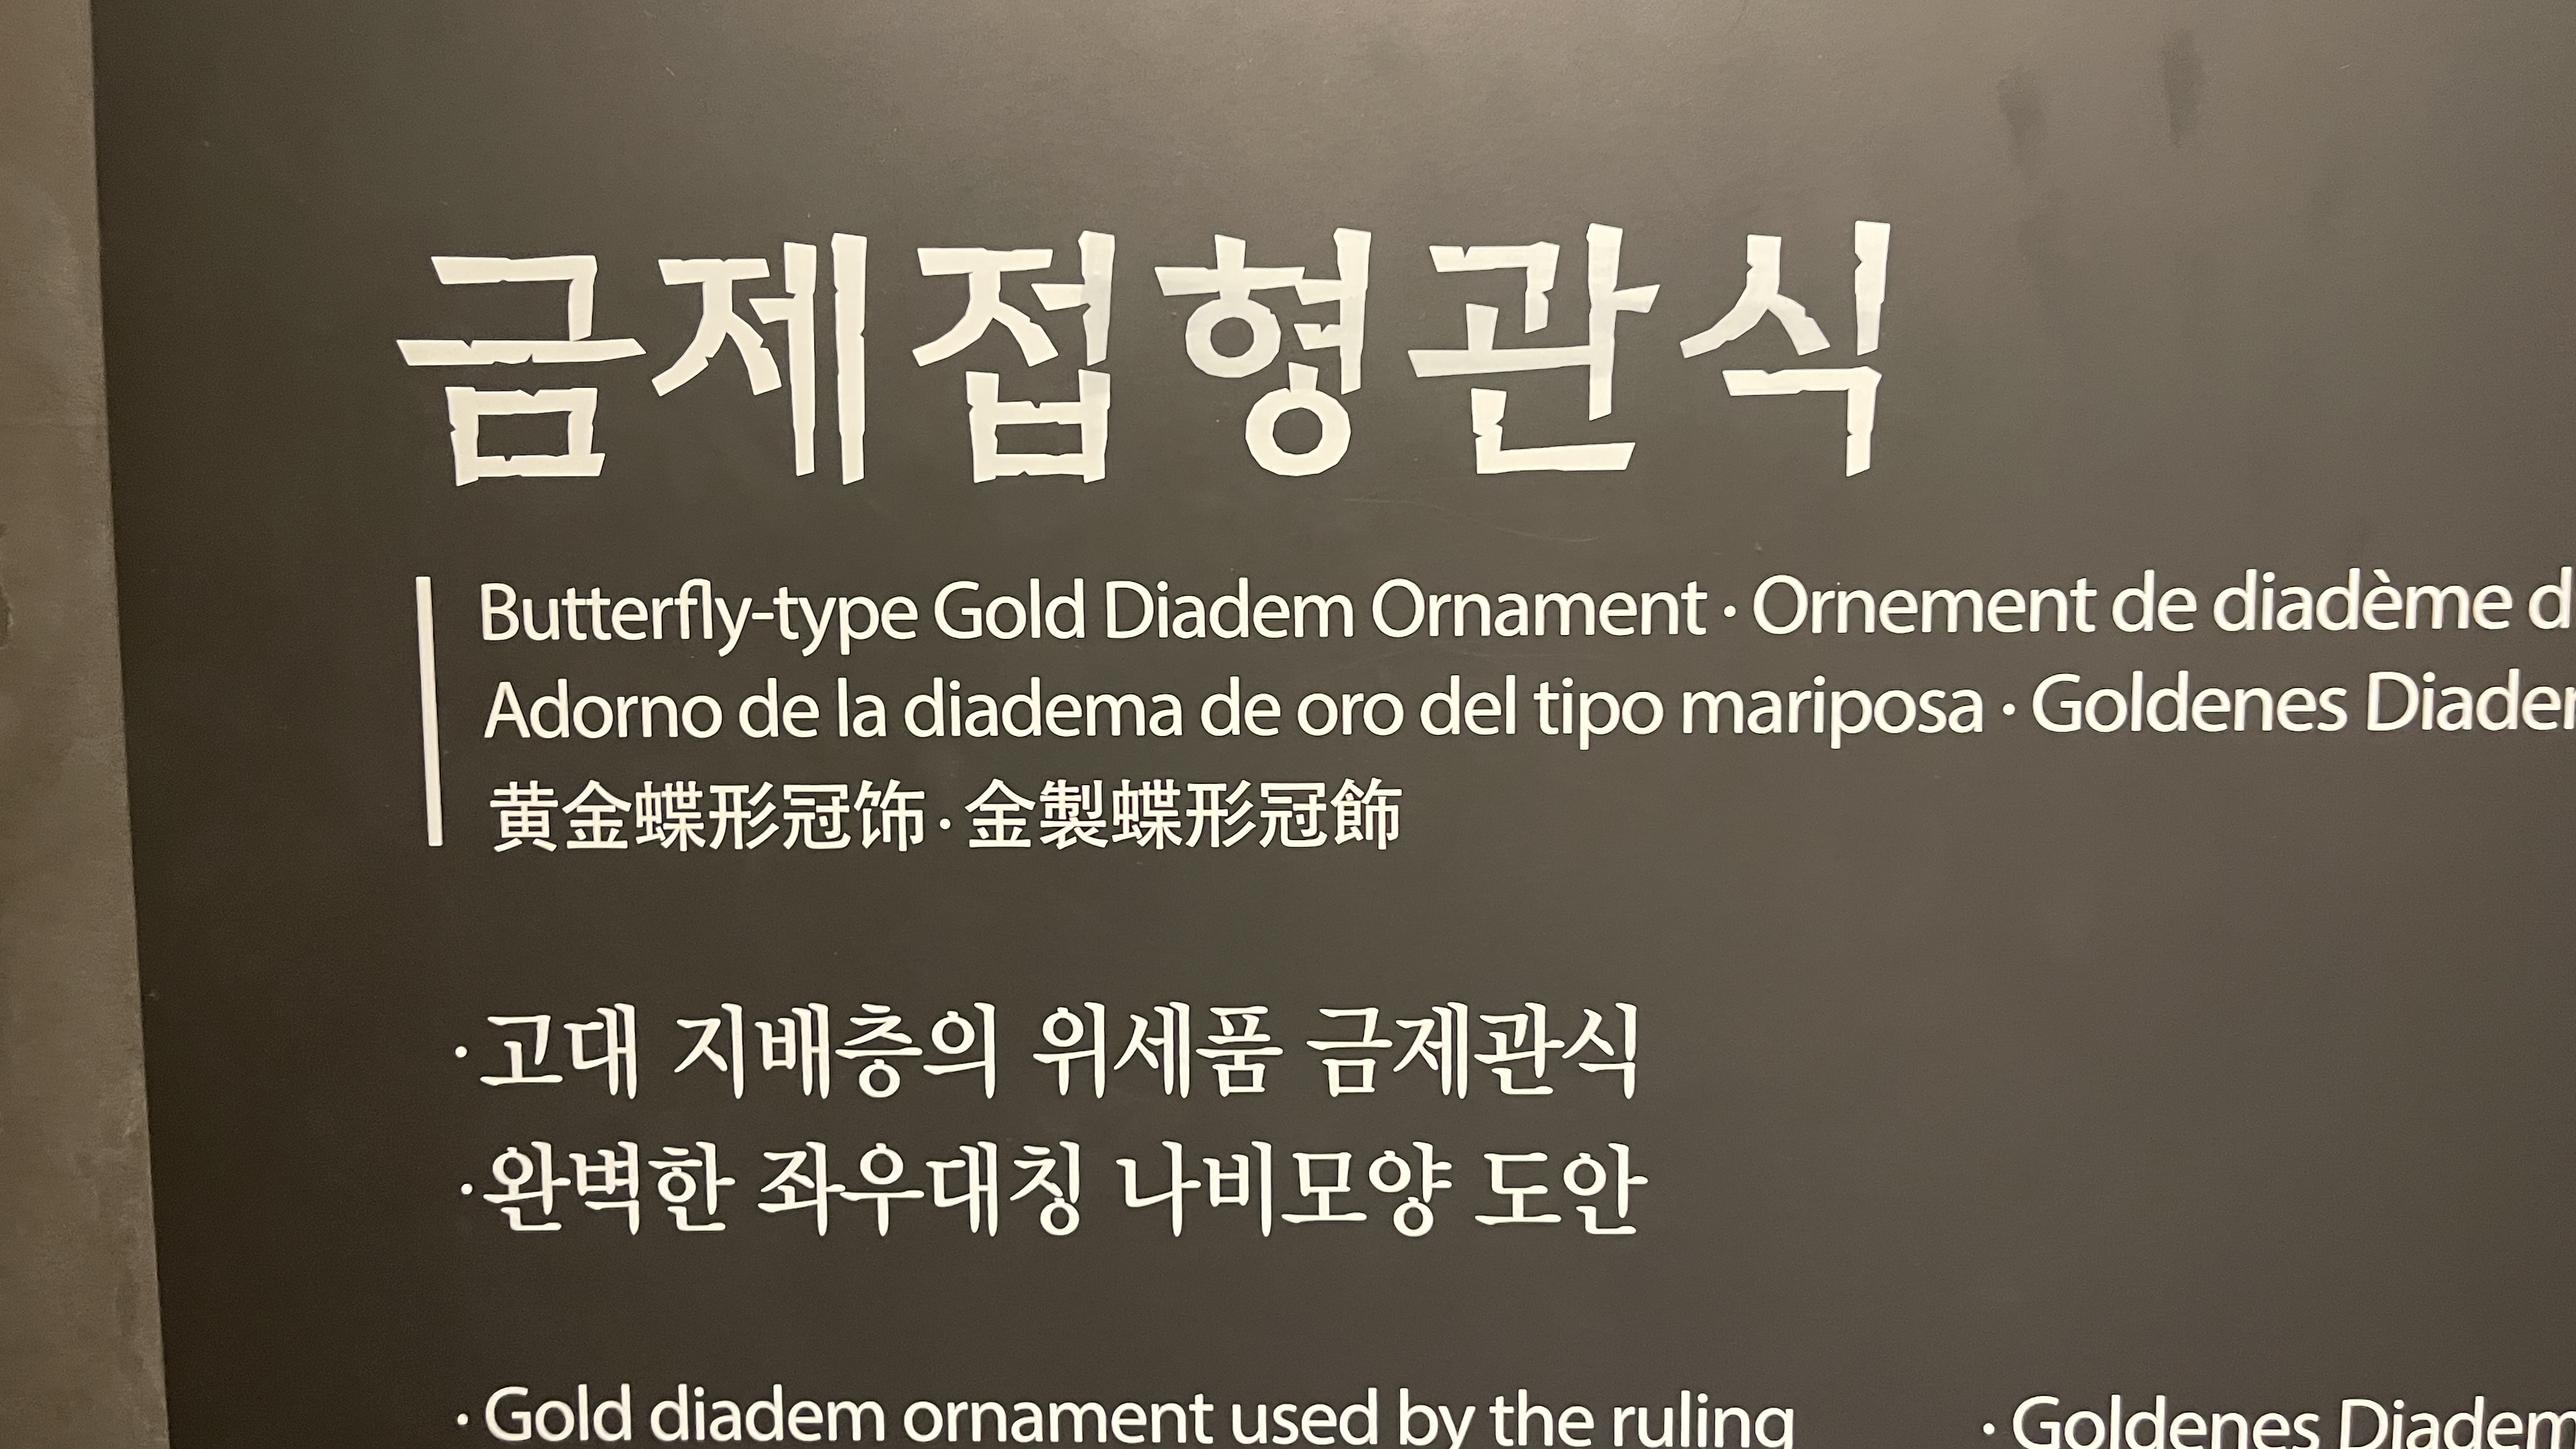 금제접형관식
Butterfly-type Gold Diadem Ornament · Ornement de diadème
Adorno de la diadema de oro del tipo mariposa · Goldenes
黄金蝶形冠饰 · 金製蝶形冠飾
· 고대 지배층의 위세품 금제관식
· 완벽한 좌우대칭 나비모양 도안
· Gold diadem ornament used by the ruling
· Goldenes Diadem